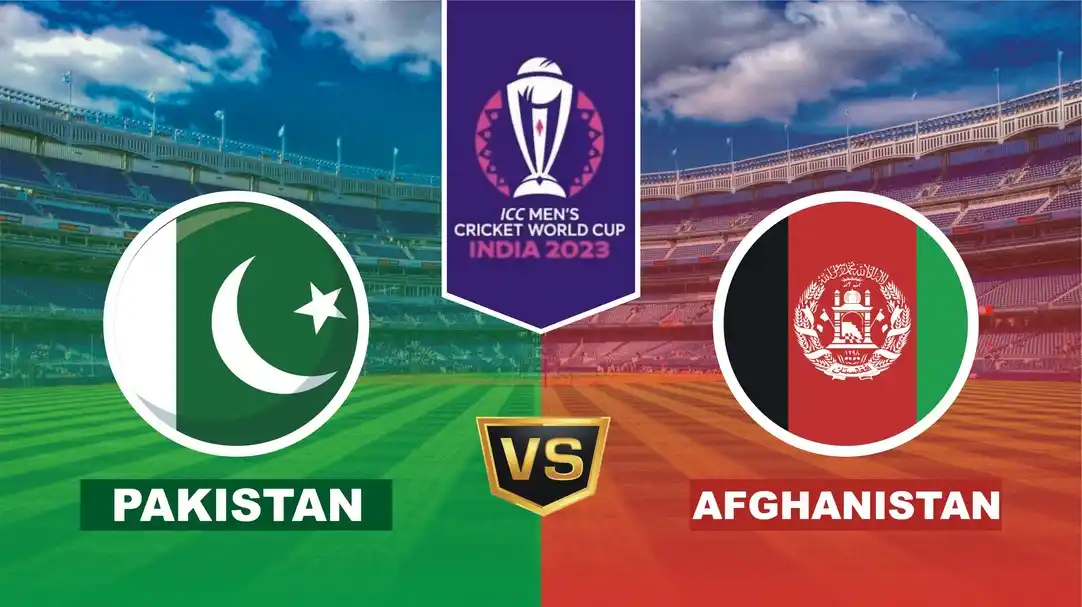 ICC MEN'S
CRICKET WORLD CUP
INDIA 2023
VS
PAKISTAN
AFGHANISTAN